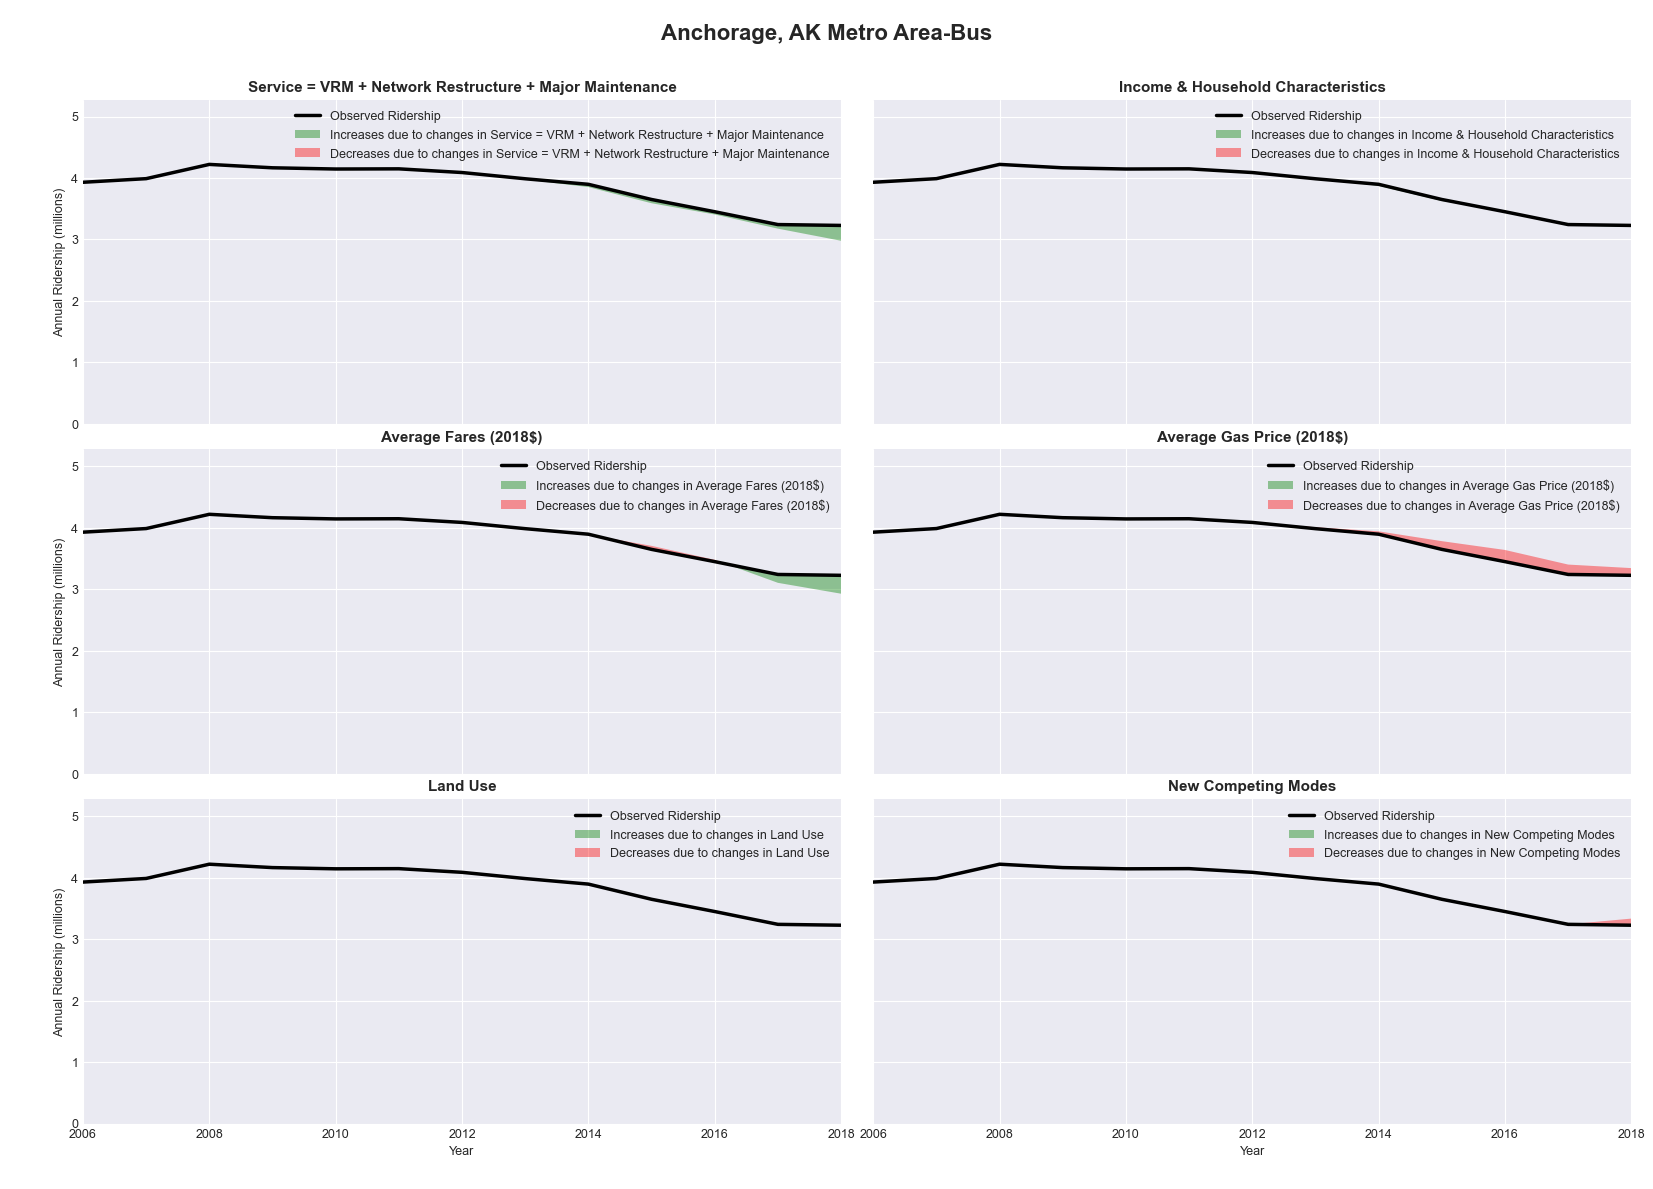 Anchorage, AK Metro Area-Bus
Service = VRM + Network Restructure + Major Maintenance
Observed Ridership
Increases due to changes in Service = VRM + Network Restructure + Major Maintenance
Decreases due to changes in Service = VRM + Network Restructure + Major Maintenance
5
4
3
2
1
0
Annual Ridership (millions)
Income & Household Characteristics
Observed Ridership
Increases due to changes in Income & Household Characteristics
Decreases due to changes in Income & Household Characteristics
Average Fares (2018$)
Observed Ridership
Increases due to changes in Average Fares (2018$)
Decreases due to changes in Average Fares (2018$)
5
4
3
2
1
0
Annual Ridership (millions)
Average Gas Price (2018$)
Observed Ridership
Increases due to changes in Average Gas Price (2018$)
Decreases due to changes in Average Gas Price (2018$)
Land Use
Observed Ridership
Increases due to changes in Land Use
Decreases due to changes in Land Use
5
4
3
2
1
0
Annual Ridership (millions)
2006 2008 2010 2012 2014 2016 2018
Year
New Competing Modes
Observed Ridership
Increases due to changes in New Competing Modes
Decreases due to changes in New Competing Modes
2006 2008 2010 2012 2014 2016 2018
Year